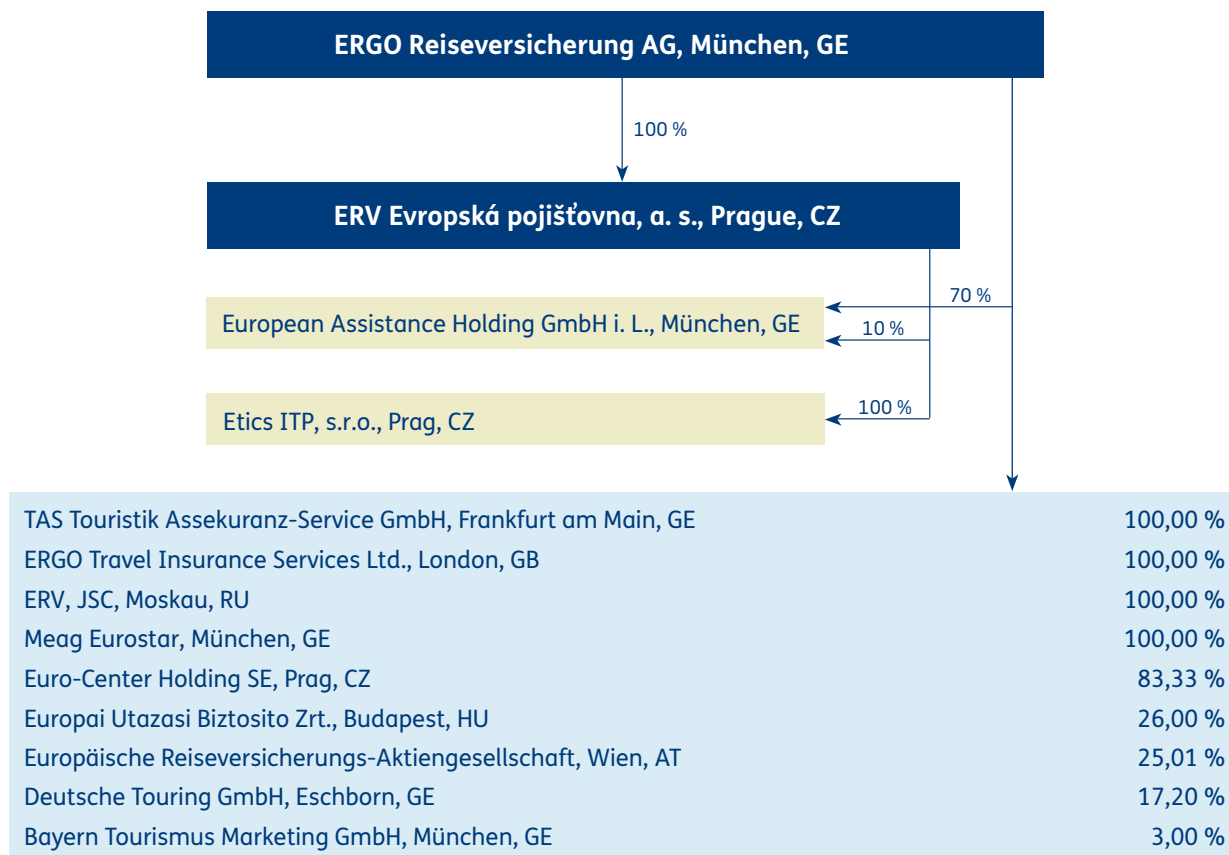 ERGO Reiseversicherung AG, München, GE
100 %
ERV Evropská pojišťovna, a. s., Prague, CZ
70 %
European Assistance Holding GmbH i. L., München, GE
10 %
Etics ITP, s.r.o., Prag, CZ
100 %
TAS Touristik Assekuranz-Service GmbH, Frankfurt am Main, GE 100,00 %
ERGO Travel Insurance Services Ltd., London, GB 100,00 %
ERV, JSC, Moskau, RU 100,00 %
Meag Eurostar, München, GE 100,00 %
Euro-Center Holding SE, Prag, CZ 83,33 %
Europai Utazasi Biztosito Zrt., Budapest, HU 26,00 %
Europäische Reiseversicherungs-Aktiengesellschaft, Wien, AT 25,01 %
Deutsche Touring GmbH, Eschborn, GE 17,20 %
Bayern Tourismus Marketing GmbH, München, GE 3,00 %